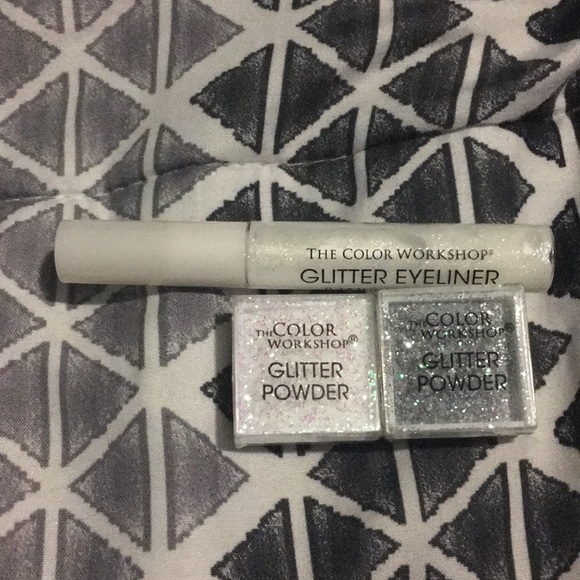 THE COLOR WORKSHOP®
GLITTER EYELINER
THE COLOR
WORKSHOP®
GLITTER
POWDER
THE COLOR
WORKSHOP®
GLITTER
POWDER